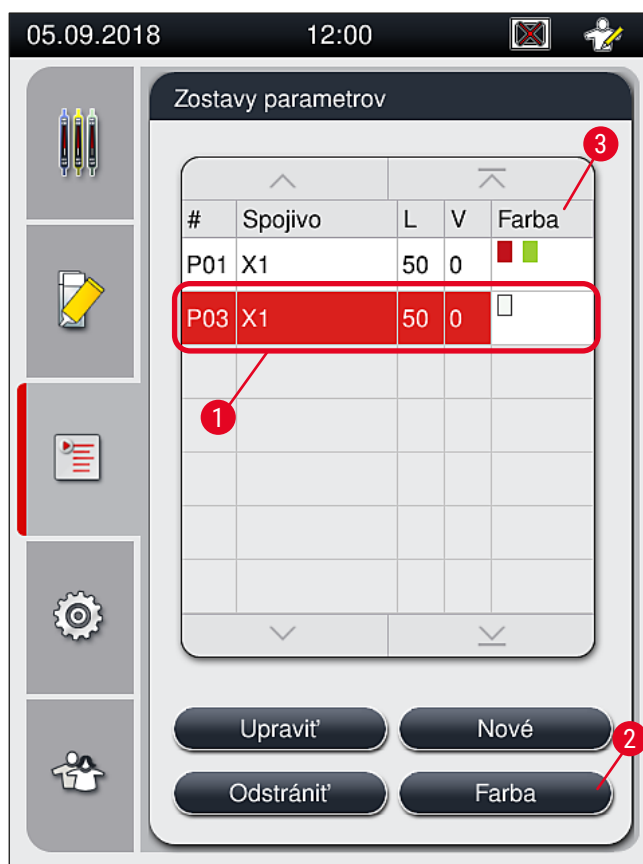 05.09.2018 12:00
Zostavy parametrov
3
# Spojivo L V Farba
P01 X1 50 0
P03 X1 50 0
1
Upraviť Nové
2
Odstrániť Farba